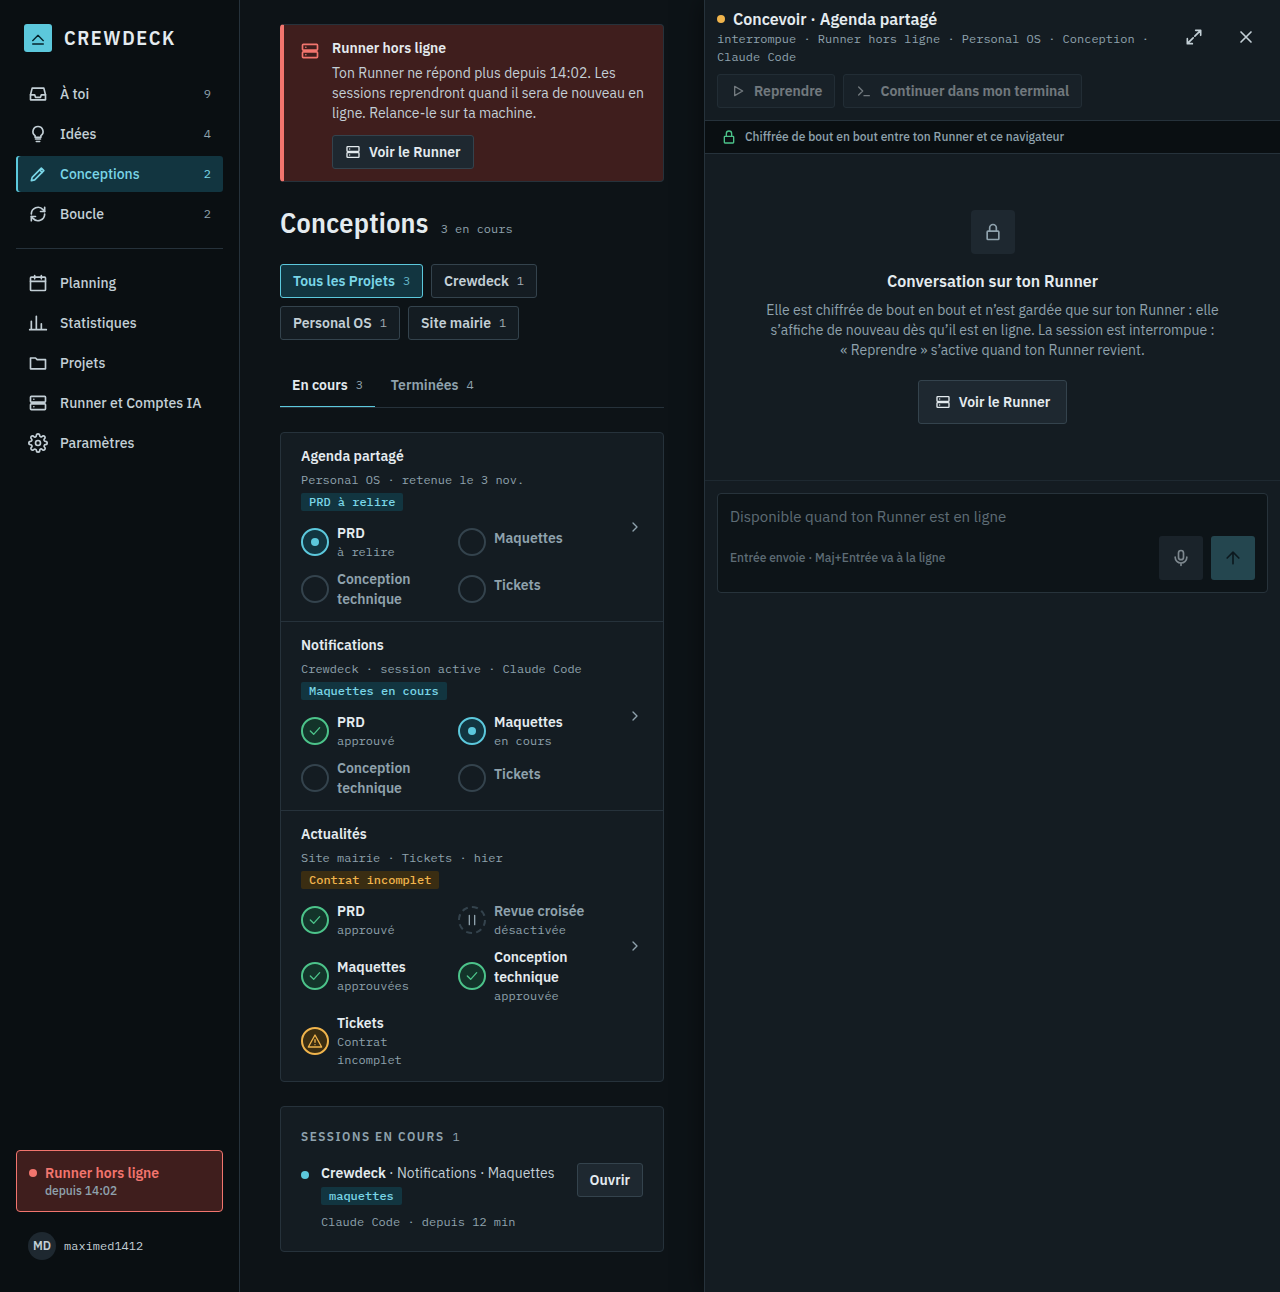 CREWDECK
À toi 9
Idées 4
Conceptions 2
Boucle 2
Planning
Statistiques
Projets
Runner et Comptes IA
Paramètres
Runner hors ligne
depuis 14:02
MD maximed1412
Runner hors ligne
Ton Runner ne répond plus depuis 14:02. Les
sessions reprendront quand il sera de nouveau en
ligne. Relance-le sur ta machine.
Voir le Runner
Conceptions 3 en cours
Tous les Projets 3
Crewdeck 1
Personal OS 1
Site mairie 1
En cours 3
Terminées 4
Agenda partagé
Personal OS · retenue le 3 nov.
PRD à relire
PRD
à relire
Maquettes
Conception
technique
Tickets
Notifications
Crewdeck · session active · Claude Code
Maquettes en cours
PRD
approuvé
Maquettes
en cours
Conception
technique
Tickets
Actualités
Site mairie · Tickets · hier
Contrat incomplet
PRD
approuvé
Revue croisée
désactivée
Maquettes
approuvées
Conception
technique
approuvée
Tickets
Contrat
incomplet
SESSIONS EN COURS 1
Crewdeck · Notifications · Maquettes
maquettes
Claude Code · depuis 12 min
Ouvrir
Concevoir · Agenda partagé
interrompue · Runner hors ligne · Personal OS · Conception ·
Claude Code
Reprendre
Continuer dans mon terminal
Chiffrée de bout en bout entre ton Runner et ce navigateur
Conversation sur ton Runner
Elle est chiffrée de bout en bout et n’est gardée que sur ton Runner : elle
s’affiche de nouveau dès qu’il est en ligne. La session est interrompue :
« Reprendre » s’active quand ton Runner revient.
Voir le Runner
Disponible quand ton Runner est en ligne
Entrée envoie · Maj+Entrée va à la ligne